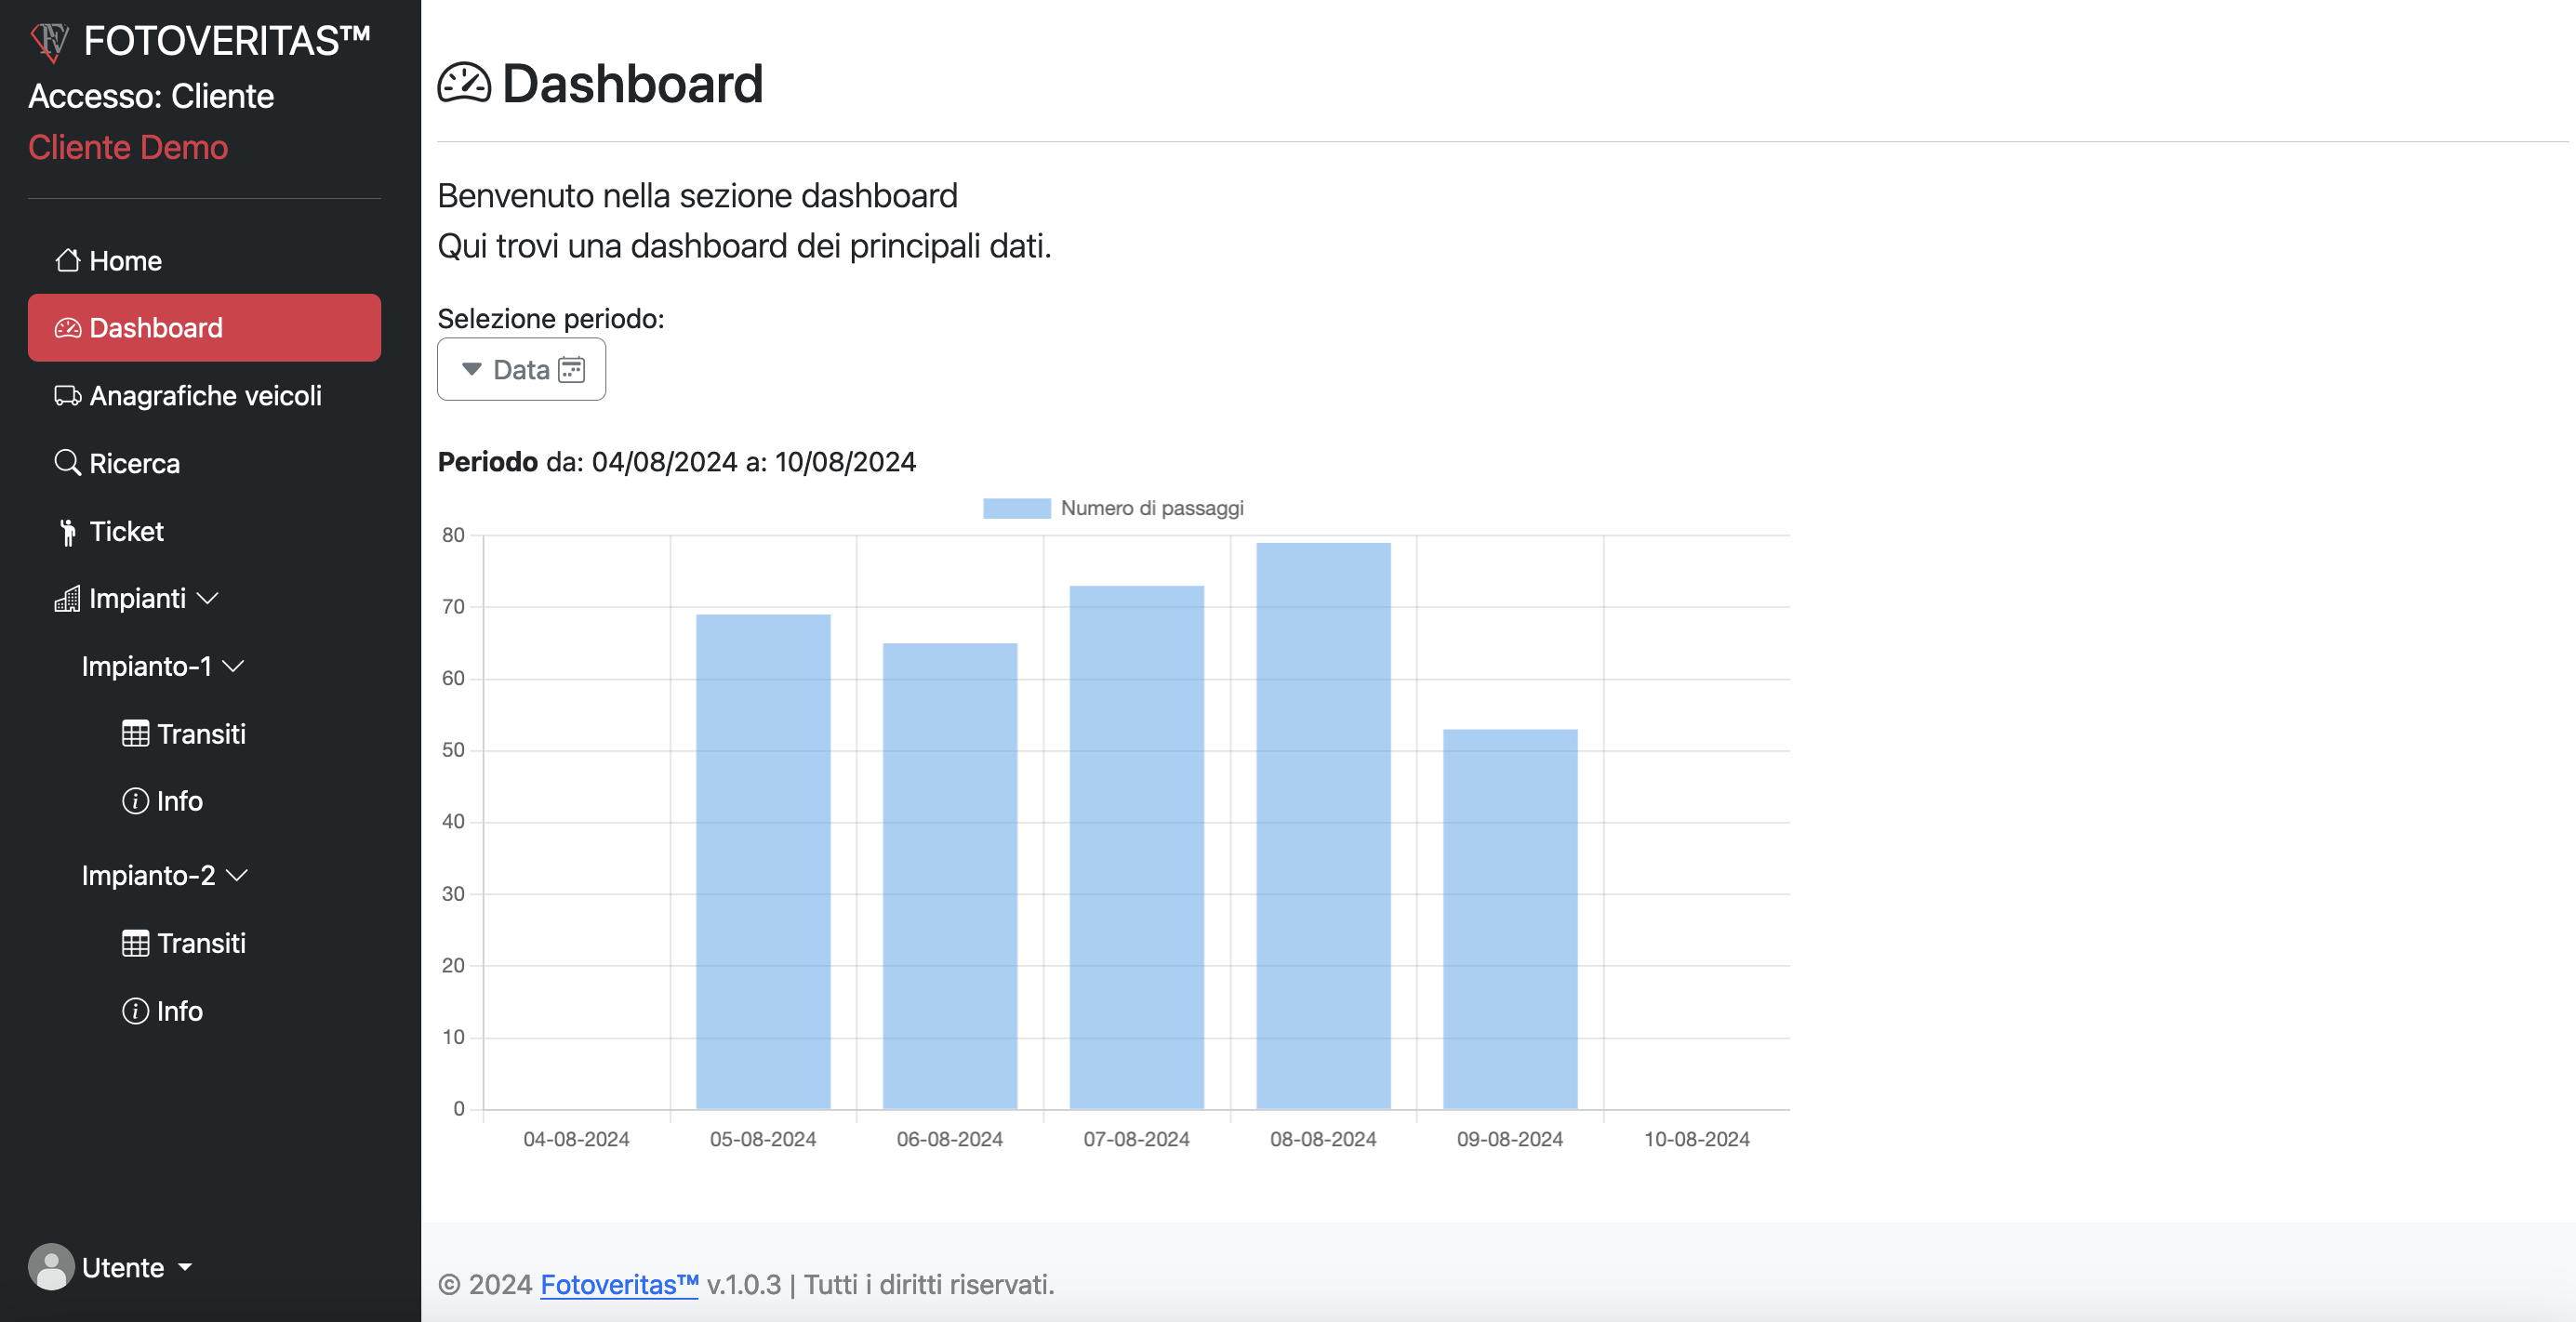 FOTOVERITAS™
Accesso: Cliente
Cliente Demo
Home
Dashboard
Anagrafiche veicoli
Ricerca
Ticket
Impianti
Impianto-1
Transiti
Info
Impianto-2
Transiti
Info
Utente
Dashboard
Benvenuto nella sezione dashboard
Qui trovi una dashboard dei principali dati.
Selezione periodo:
Data
Periodo da: 04/08/2024 a: 10/08/2024
Numero di passaggi
80
70
60
50
40
30
20
10
0
04-08-2024 05-08-2024 06-08-2024 07-08-2024 08-08-2024 09-08-2024 10-08-2024
© 2024 Fotoveritas™ v.1.0.3 | Tutti i diritti riservati.